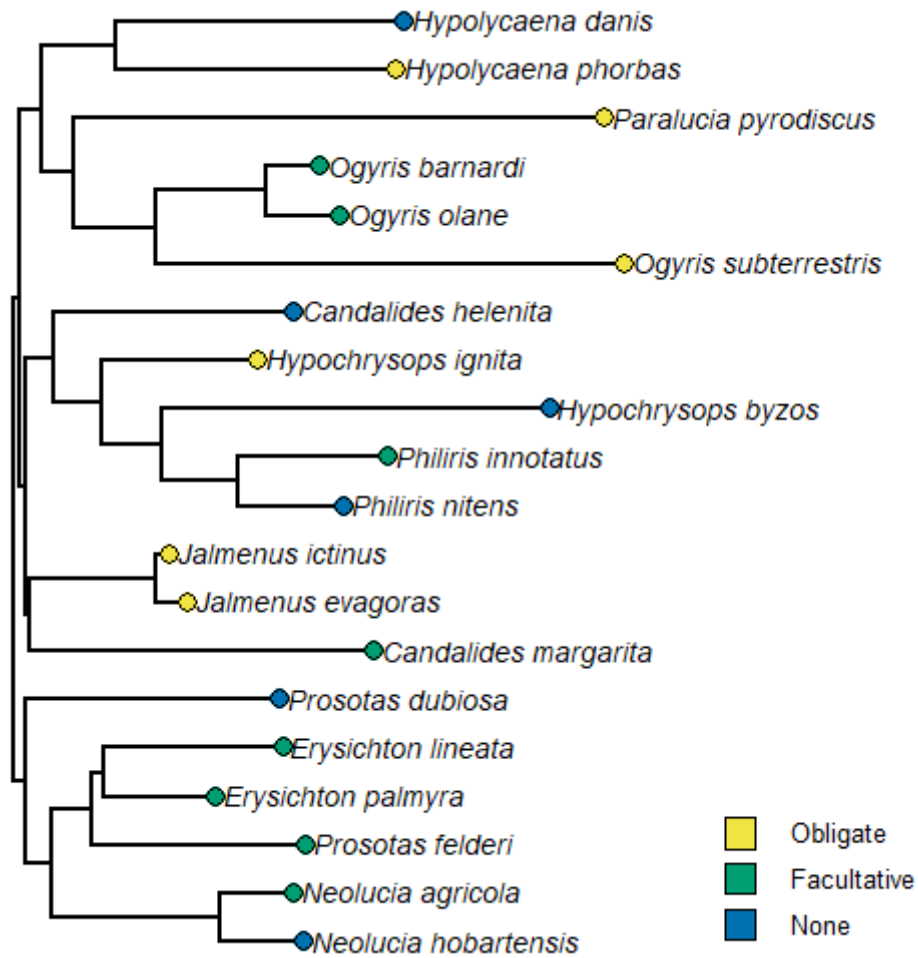 Hypolycaena danis
Hypolycaena phorbas
Paralucia pyrodiscus
Ogyris barnardi
Ogyris olane
Ogyris subterrestris
Candalides helenita
Hypochrysops ignita
Hypochrysops byzos
Philiris innotatus
Philiris nitens
Jalmenus ictinus
Jalmenus evagoras
Candalides margarita
Prosotas dubiosa
Erysichton lineata
Erysichton palmyra
Prosotas felderi
Neolucia agricola
Neolucia hobartensis
Obligate
Facultative
None